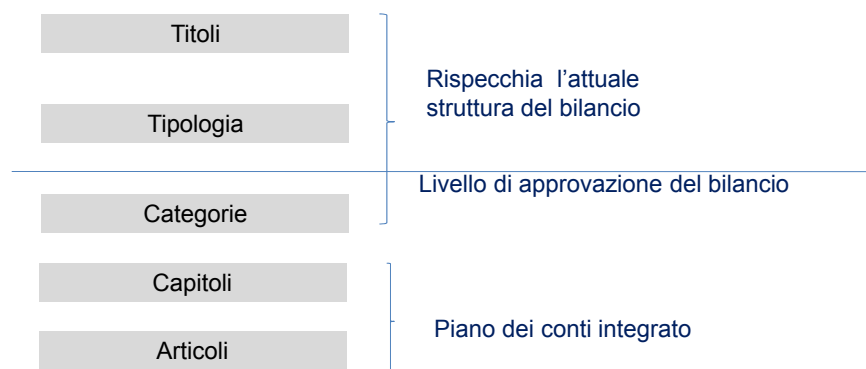 Titoli
Rispecchia l’attuale
struttura del bilancio
Tipologia
Livello di approvazione del bilancio
Categorie
Capitoli
Piano dei conti integrato
Articoli